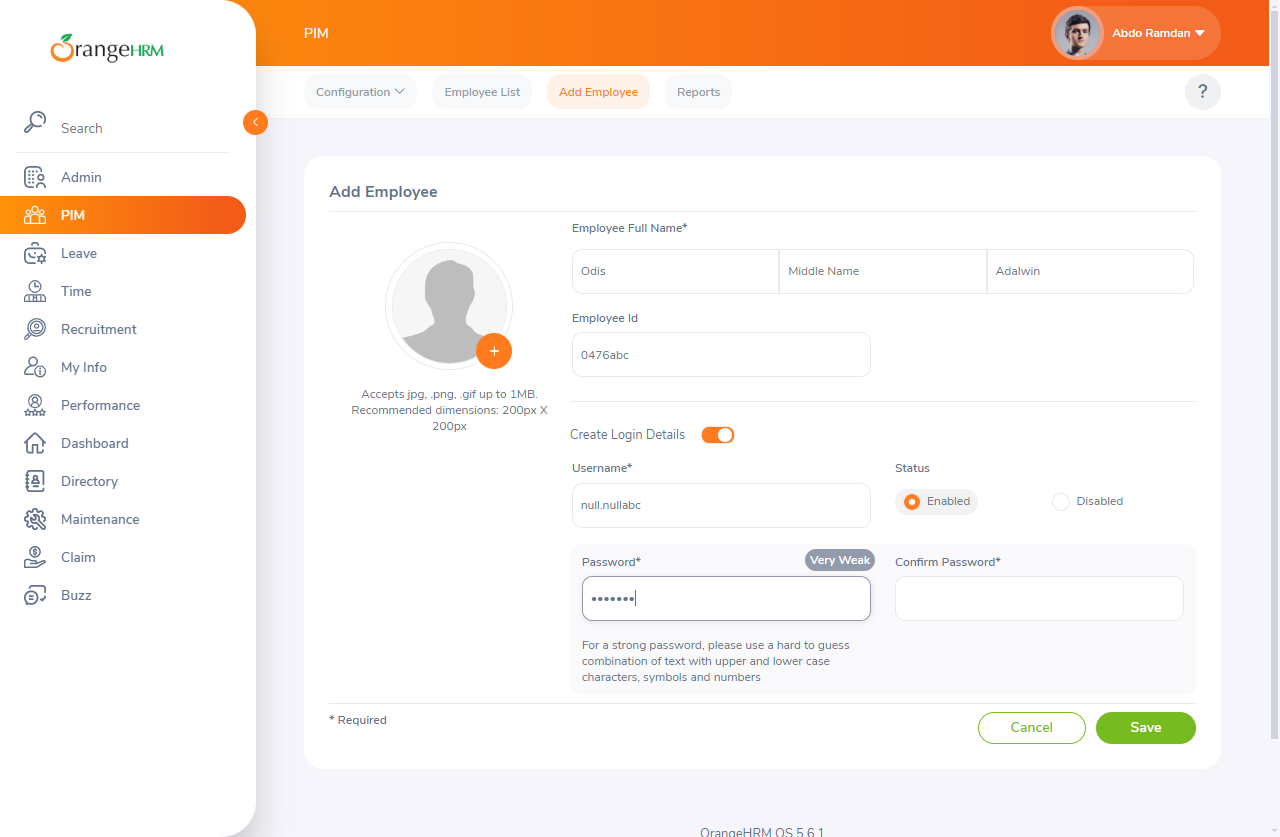 OrangeHRM
PIM
Abdo Ramdan
Configuration
Employee List
Add Employee
Reports
?
Search
Admin
PIM
Leave
Time
Recruitment
My Info
Performance
Dashboard
Directory
Maintenance
Claim
Buzz
Add Employee
Accepts jpg, .png, .gif up to 1MB.
Recommended dimensions: 200px X
200px
Employee Full Name*
Odis
Middle Name
Adalwin
Employee Id
0476abc
Create Login Details
Username*
null.nullabc
Status
Enabled
Disabled
Password*
Very Weak
•••••••
For a strong password, please use a hard to guess
combination of text with upper and lower case
characters, symbols and numbers
Confirm Password*
* Required
Cancel
Save
OrangeHRM OS 5.6.1